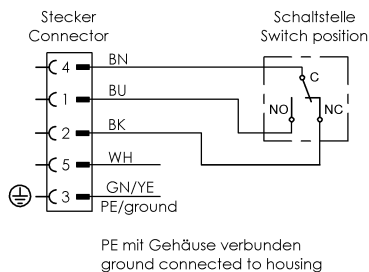 Stecker
Connector
Schaltstelle
Switch position
4 BN
C
1 BU
NO NC
2 BK
5 WH
3 GN/YE
PE/ground
PE mit Gehäuse verbunden
ground connected to housing